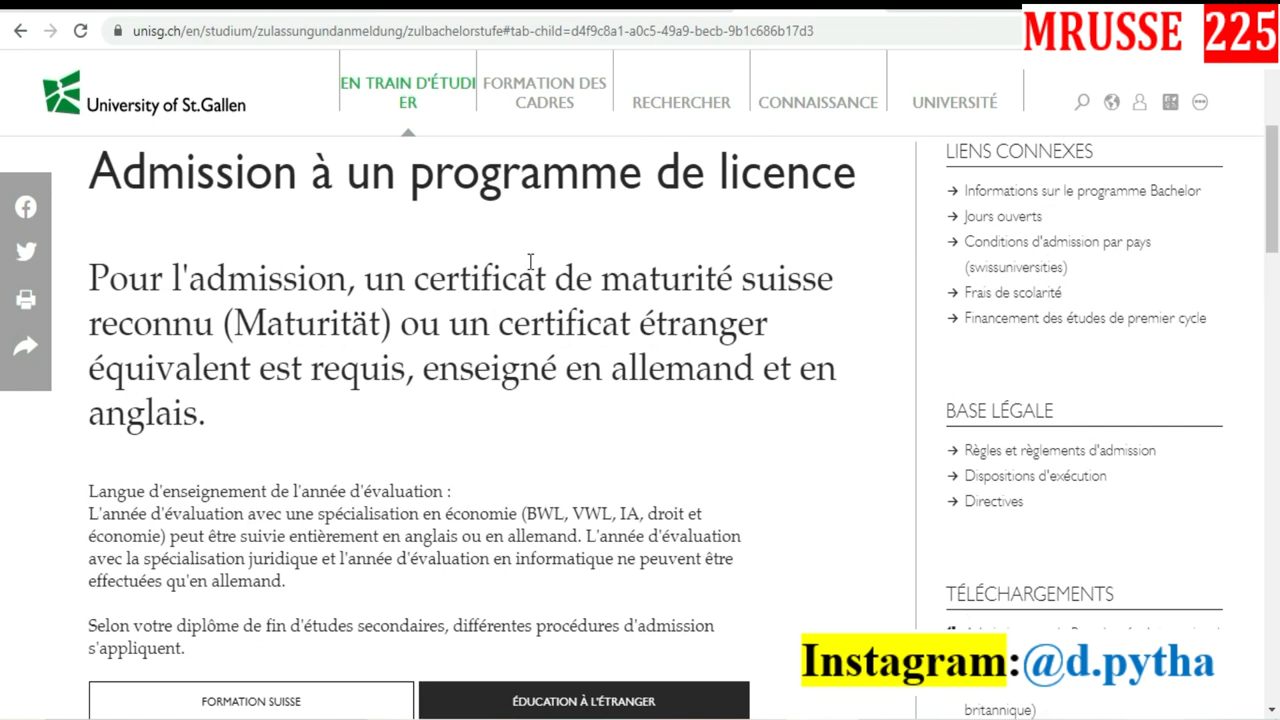 unisg.ch/en/studium/zulassungundanmeldung/zulbachelorstufe#tab-child=d4f9c8a1-a0c5-49a9-becb-9b1c686b17d3
MRUSSE 225
University of St.Gallen
EN TRAIN D'ÉTUDI
ER
FORMATION DES
CADRES
RECHERCHER
CONNAISSANCE
UNIVERSITÉ
Admission à un programme de licence
Pour l'admission, un certificat de maturité suisse
reconnu (Maturität) ou un certificat étranger
équivalent est requis, enseigné en allemand et en
anglais.
Langue d'enseignement de l'année d'évaluation :
L'année d'évaluation avec une spécialisation en économie (BWL, VWL, IA, droit et
économie) peut être suivie entièrement en anglais ou en allemand. L'année d'évaluation
avec la spécialisation juridique et l'année d'évaluation en informatique ne peuvent être
effectuées qu'en allemand.
Selon votre diplôme de fin d'études secondaires, différentes procédures d'admission
s'appliquent.
FORMATION SUISSE
ÉDUCATION À L'ÉTRANGER
LIENS CONNEXES
→ Informations sur le programme Bachelor
→ Jours ouverts
→ Conditions d'admission par pays
(swissuniversities)
→ Frais de scolarité
→ Financement des études de premier cycle
BASE LÉGALE
→ Règles et règlements d'admission
→ Dispositions d'exécution
→ Directives
TÉLÉCHARGEMENTS
Instagram:@d.pytha
britannique)